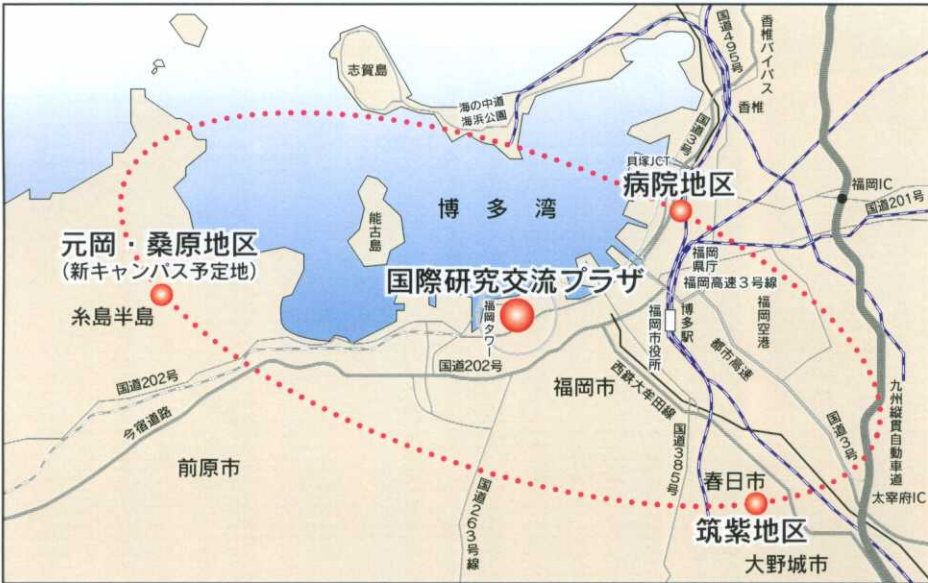 志賀島
海の中道
海浜公園
国道495号
香椎バイパス
香椎
国道3号
貝塚JCT
病院地区
福岡IC
国道201号
博多湾
能古島
元岡・桑原地区
(新キャンパス予定地)
糸島半島
国際研究交流プラザ
福岡タワー
福岡
県庁
福岡高速3号線
福岡市役所
博多駅
福岡空港
都市高速
国道202号
国道202号
今宿道路
福岡市
西鉄大牟田線
国道385号
国道3号
九州縦貫自動車道
前原市
国道263号線
春日市
太宰府IC
筑紫地区
大野城市